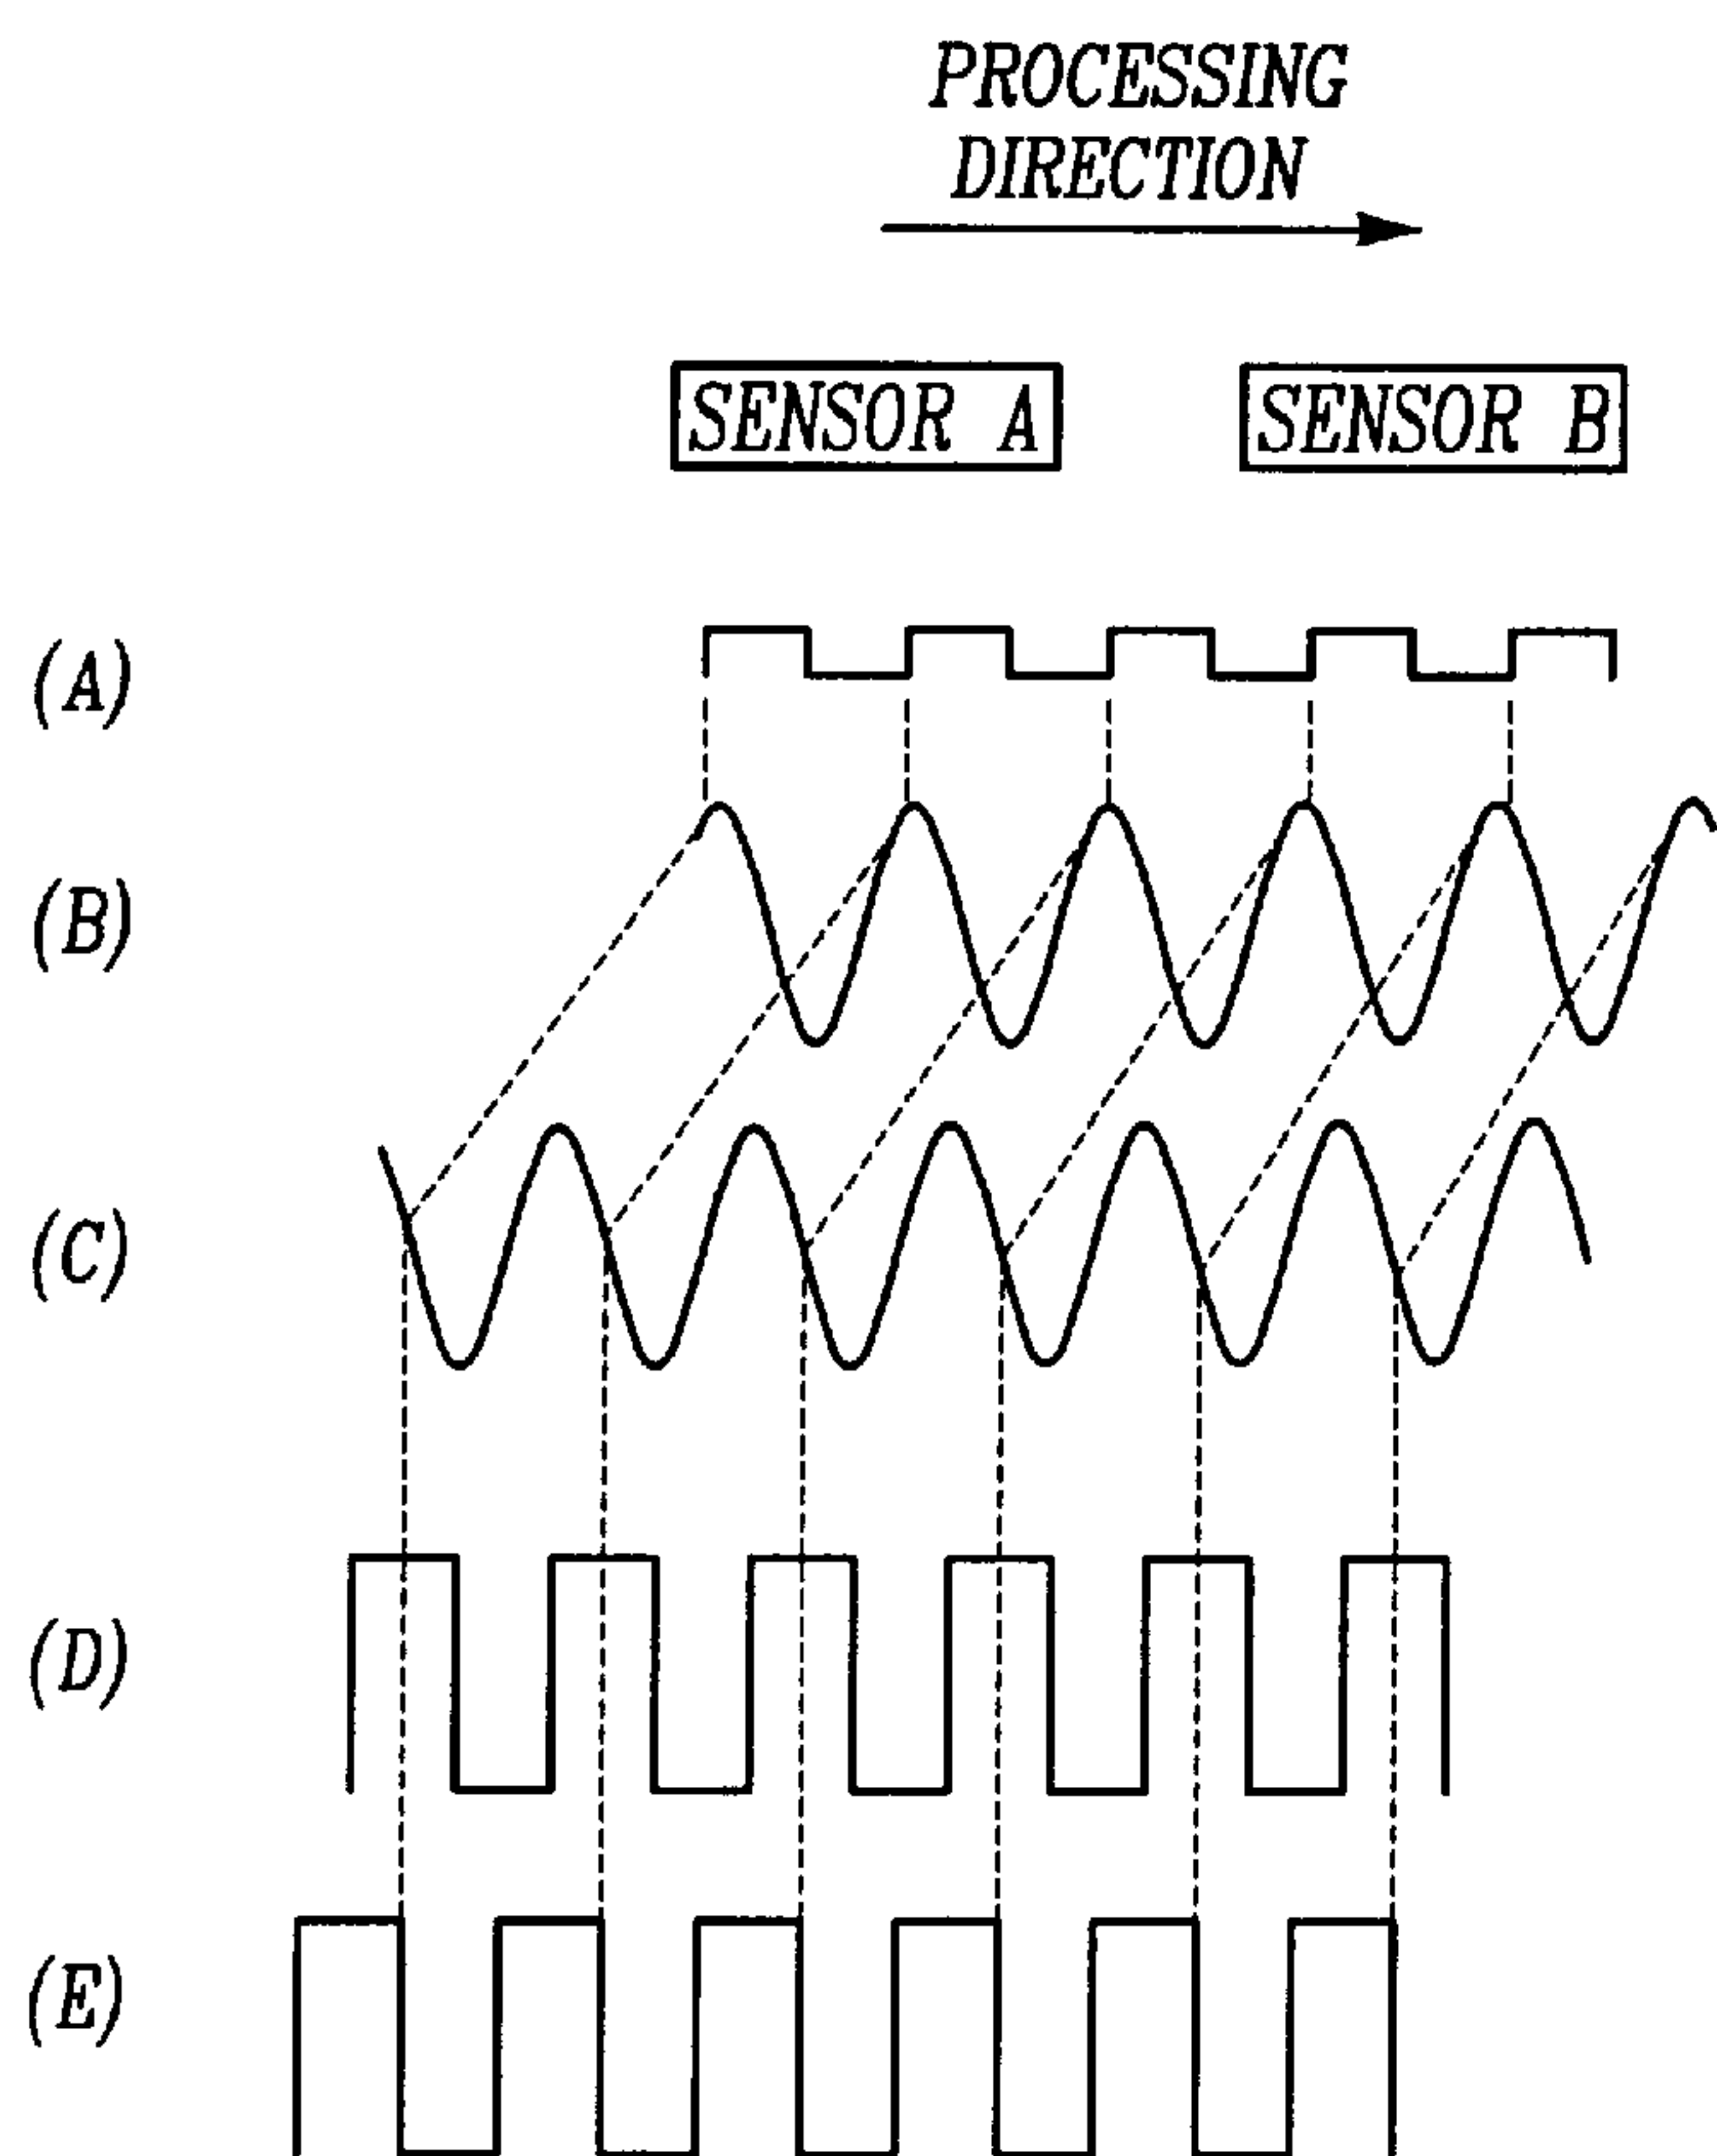 PROCESSING
DIRECTION
SENSOR A
SENSOR B
(A)
(B)
(C)
(D)
(E)